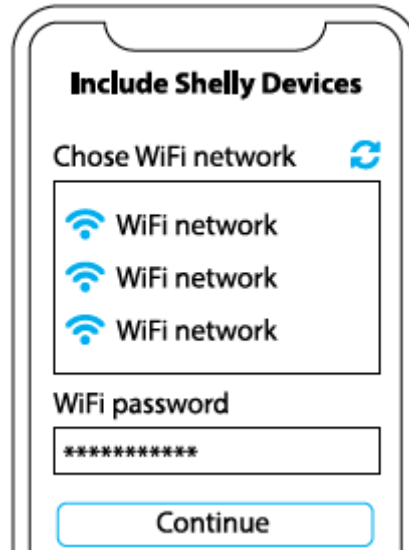 Include Shelly Devices
Chose WiFi network
WiFi network
WiFi network
WiFi network
WiFi password
***********
Continue